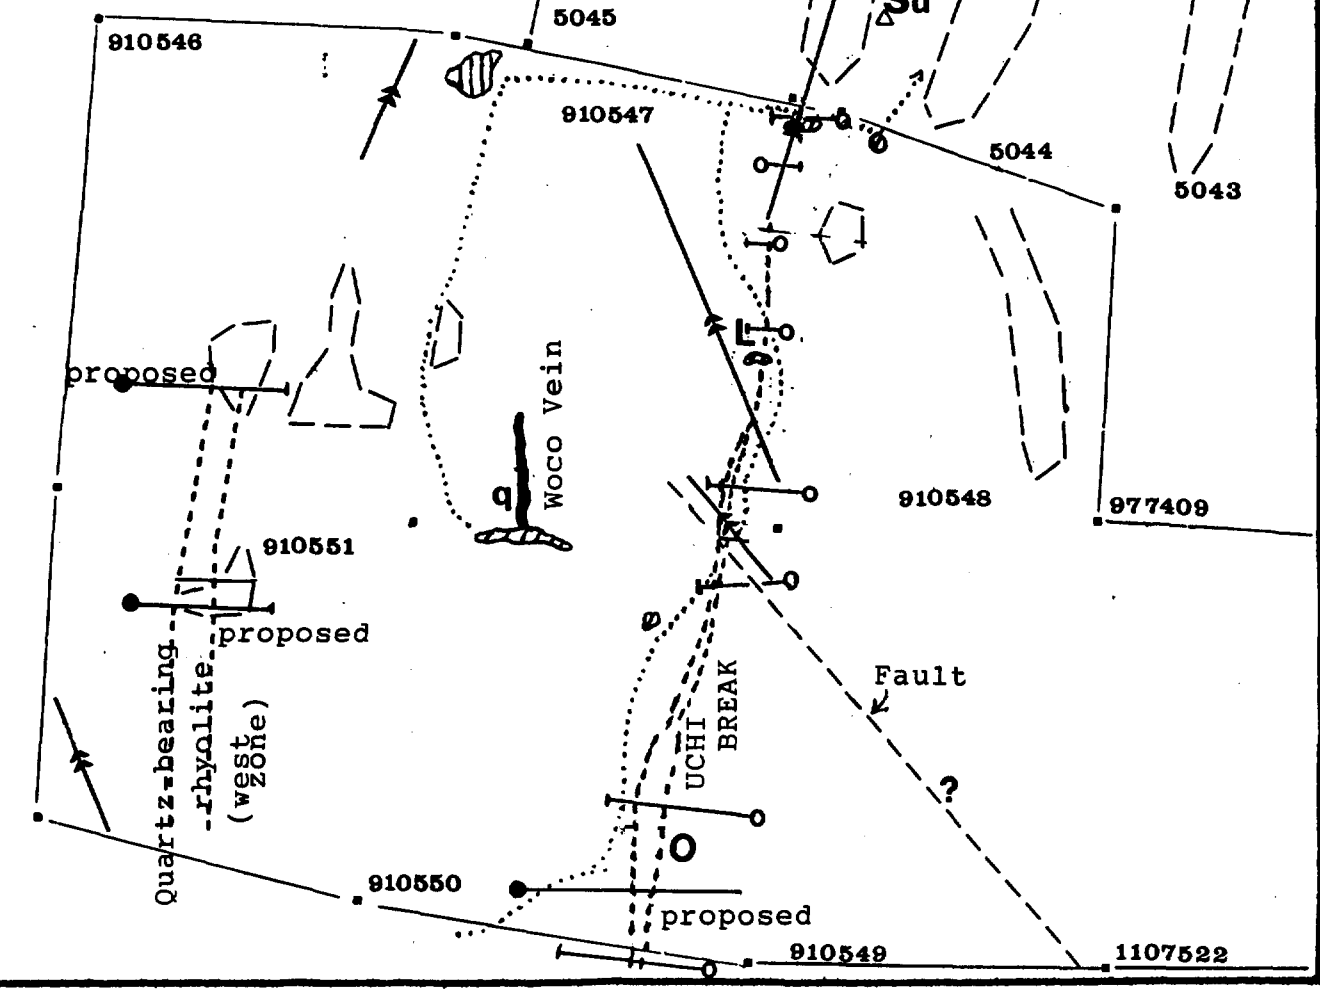 Su
5045
910546
910547
5044
5043
proposed
Woco Vein
L
q
910548
977409
910551
proposed
Quartz-bearing
rhyolite
(west
zone)
UCHI
BREAK
Fault
?
O
910550
proposed
910549
1107522